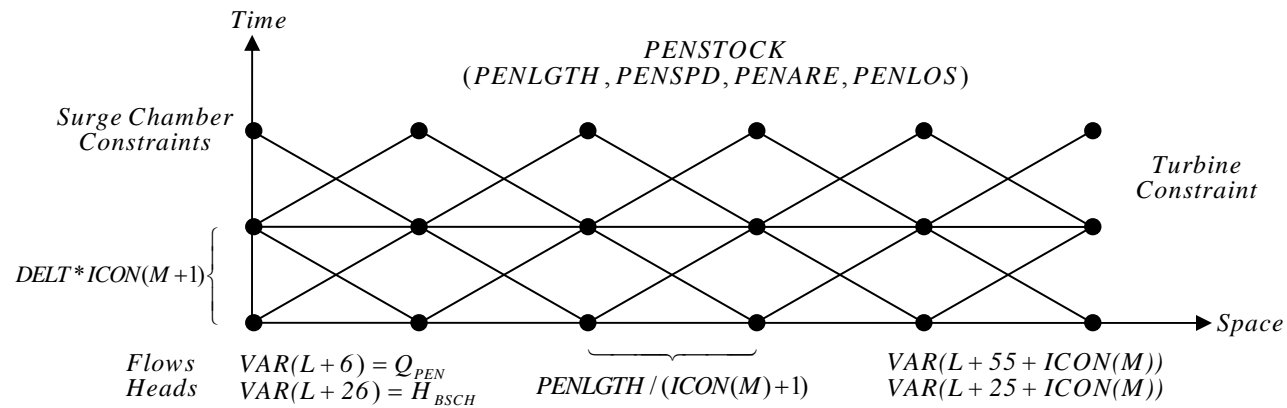 Time
PENSTOCK
(PENLGTH, PENSPD, PENARE, PENLOS)
Surge Chamber
Constraints
Turbine
Constraint
DELT*ICON(M+1)
Space
Flows VAR(L+6) = Q_PEN
Heads VAR(L+26) = H_BSCH
PENLGTH/(ICON(M)+1)
VAR(L+55+ICON(M))
VAR(L+25+ICON(M))